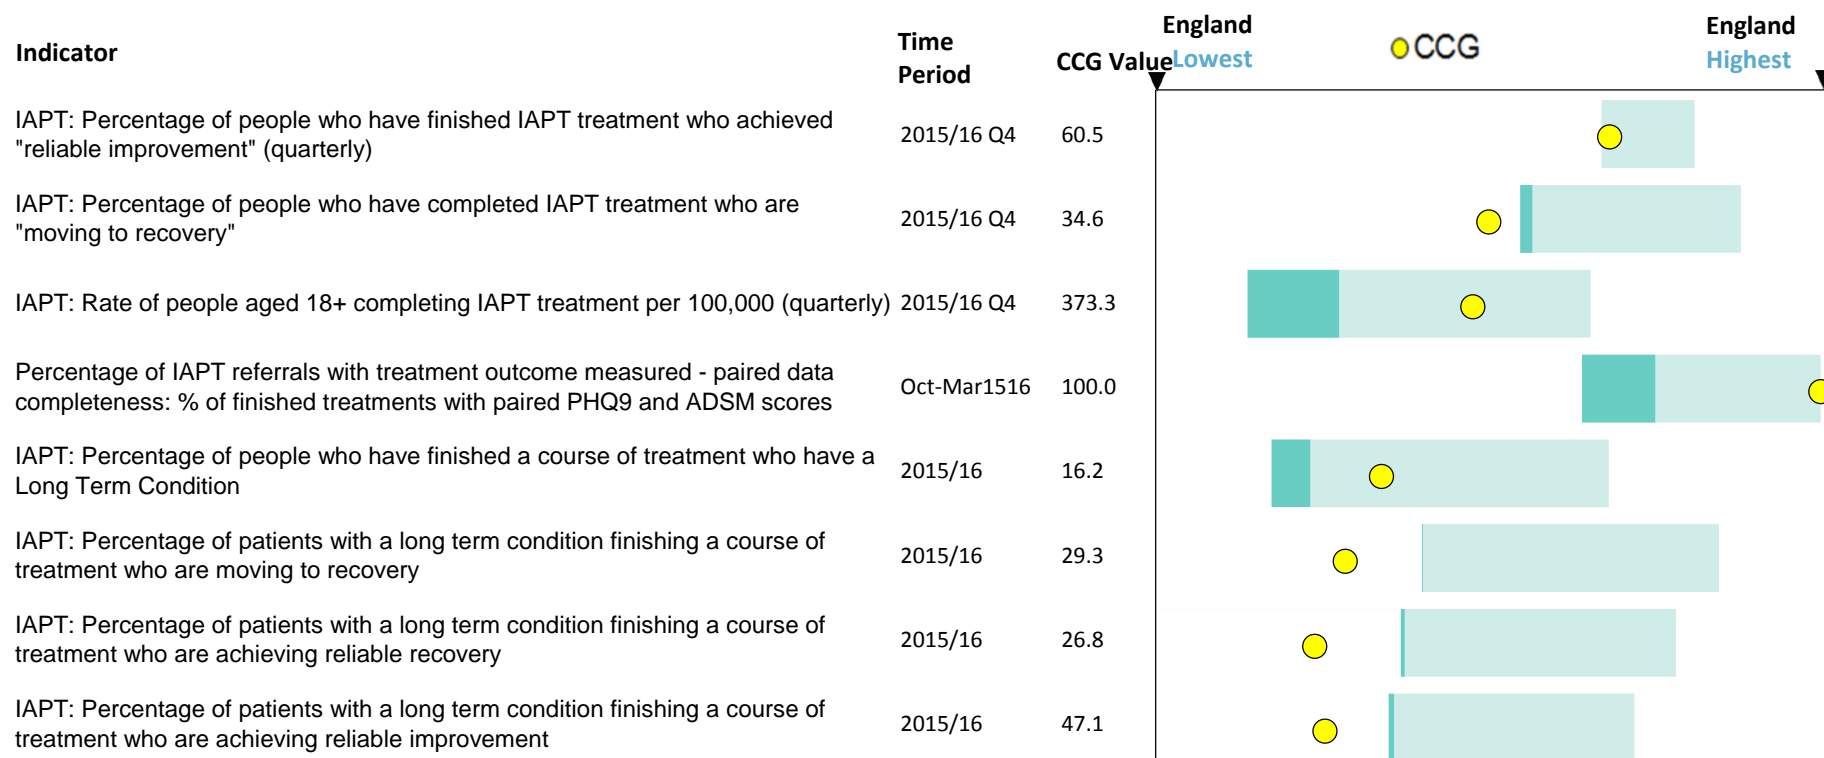 Indicator
Time
Period
CCG Value
England
Lowest
CCG
England
Highest
IAPT: Percentage of people who have finished IAPT treatment who achieved
"reliable improvement" (quarterly)
2015/16 Q4
60.5
IAPT: Percentage of people who have completed IAPT treatment who are
"moving to recovery"
2015/16 Q4
34.6
IAPT: Rate of people aged 18+ completing IAPT treatment per 100,000 (quarterly)
2015/16 Q4
373.3
Percentage of IAPT referrals with treatment outcome measured - paired data
completeness: % of finished treatments with paired PHQ9 and ADSM scores
Oct-Mar1516
100.0
IAPT: Percentage of people who have finished a course of treatment who have a
Long Term Condition
2015/16
16.2
IAPT: Percentage of patients with a long term condition finishing a course of
treatment who are moving to recovery
2015/16
29.3
IAPT: Percentage of patients with a long term condition finishing a course of
treatment who are achieving reliable recovery
2015/16
26.8
IAPT: Percentage of patients with a long term condition finishing a course of
treatment who are achieving reliable improvement
2015/16
47.1